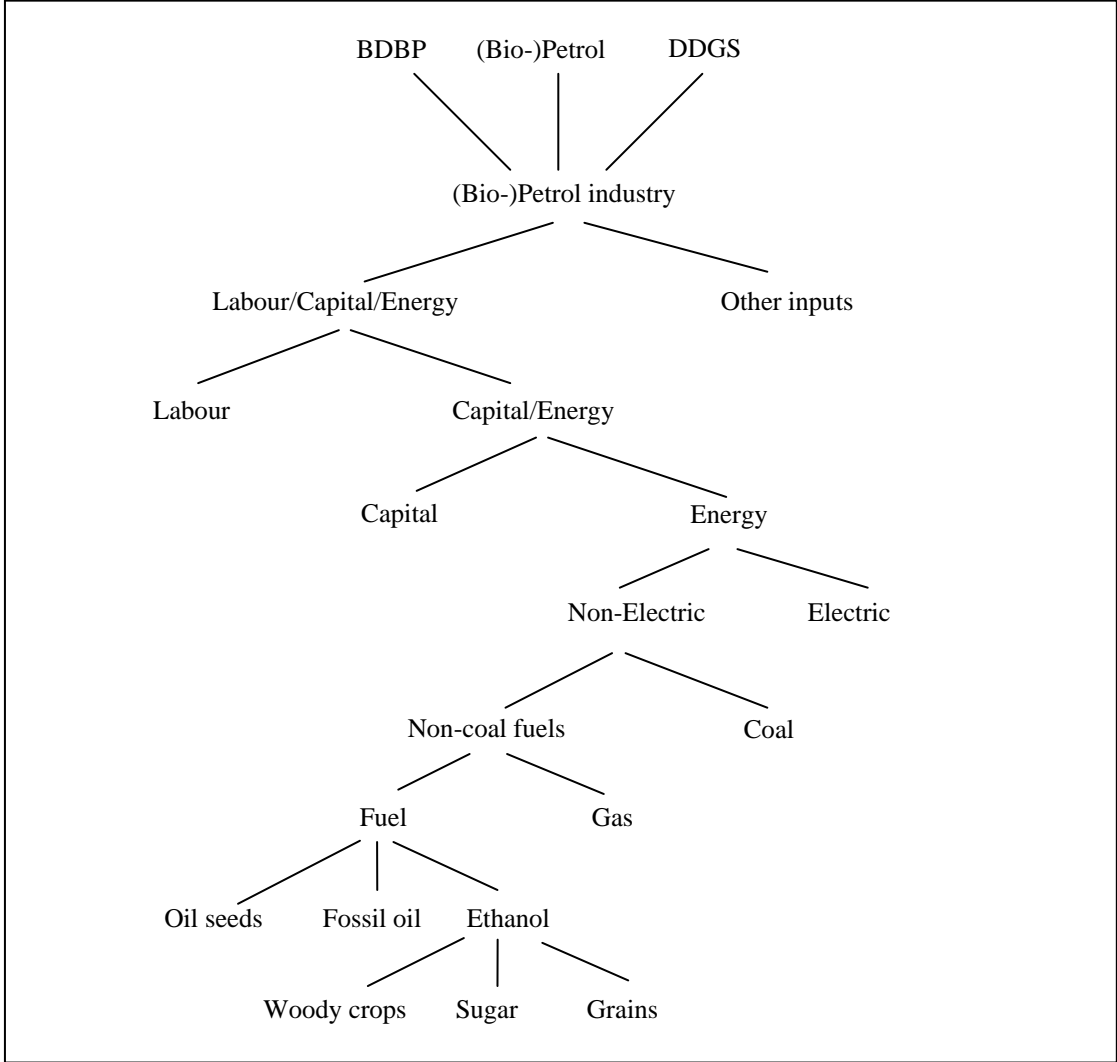 BDBP (Bio-)Petrol DDGS
(Bio-)Petrol industry
Labour/Capital/Energy Other inputs
Labour Capital/Energy
Capital Energy
Non-Electric Electric
Non-coal fuels Coal
Fuel Gas
Oil seeds Fossil oil Ethanol
Woody crops Sugar Grains